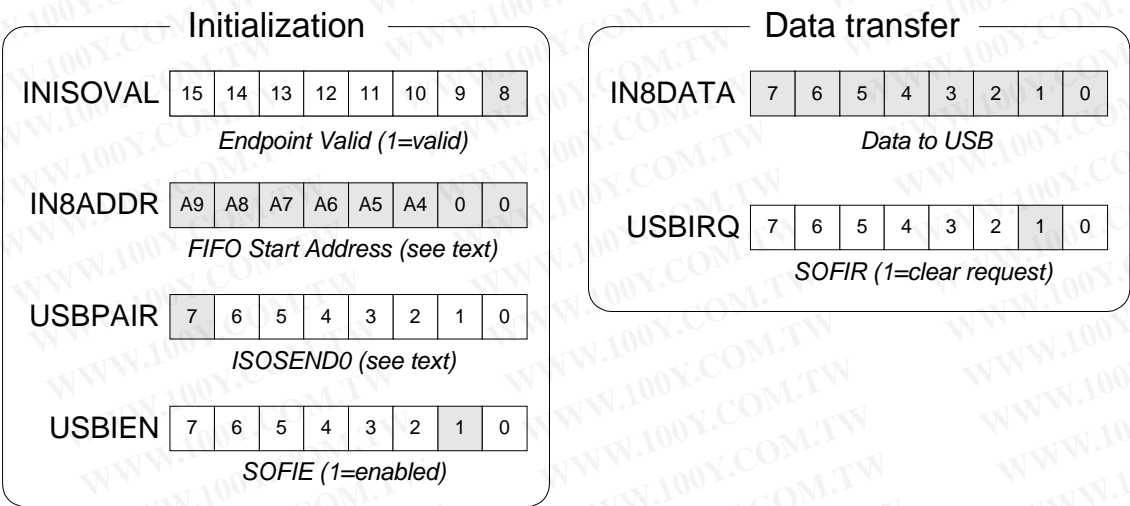 Initialization
INISOVAL 15 14 13 12 11 10 9 8
Endpoint Valid (1=valid)
IN8ADDR A9 A8 A7 A6 A5 A4 0 0
FIFO Start Address (see text)
USBPAIR 7 6 5 4 3 2 1 0
ISOSEND0 (see text)
USBIEN 7 6 5 4 3 2 1 0
SOFIE (1=enabled)
Data transfer
IN8DATA 7 6 5 4 3 2 1 0
Data to USB
USBIRQ 7 6 5 4 3 2 1 0
SOFIR (1=clear request)
WWW.100Y.COM.TW